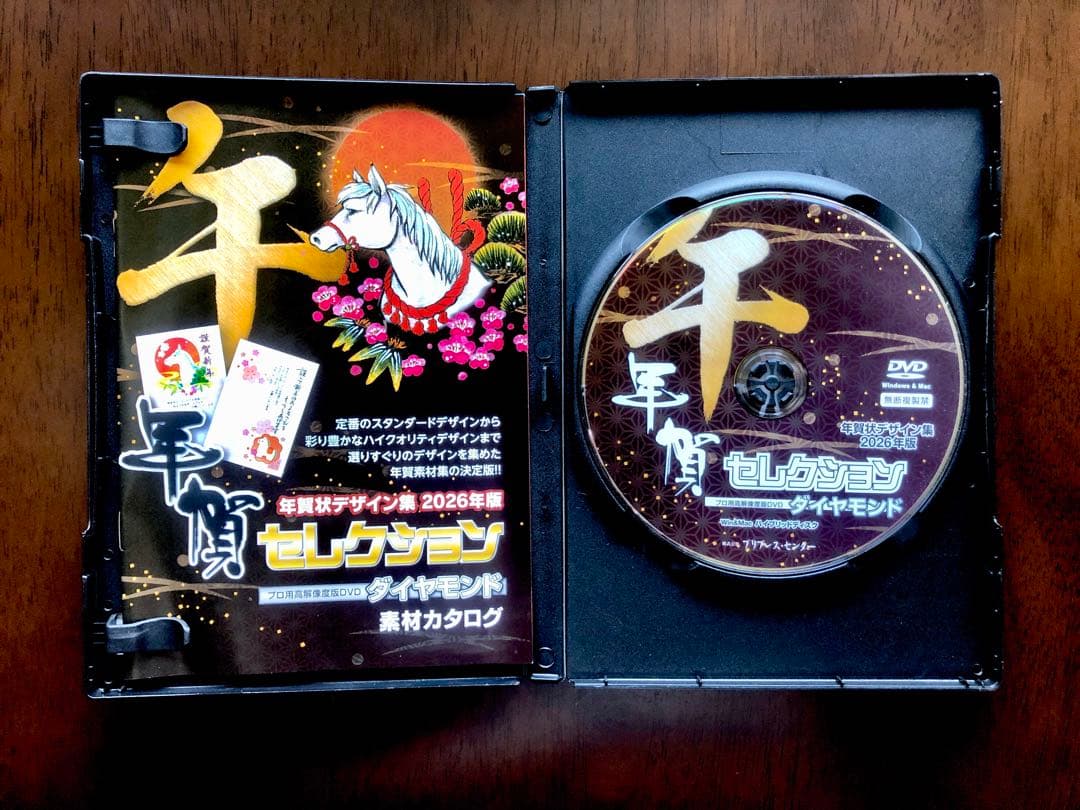 午
謹賀新年
年賀
定番のスタンダードデザインから
彩り豊かなハイクオリティデザインまで
選りすぐりのデザインを集めた
年賀素材集の決定版!!
年賀状デザイン集 2026年版
セレクション
プロ用高解像度版DVD ダイヤモンド
素材カタログ
午
年賀
DVD
Windows & Mac
無断複製禁
年賀状デザイン集
2026年版
セレクション
プロ用高解像度版DVD ダイヤモンド
Win&Mac ハイブリッドディスク
株式会社 プリプレス・センター